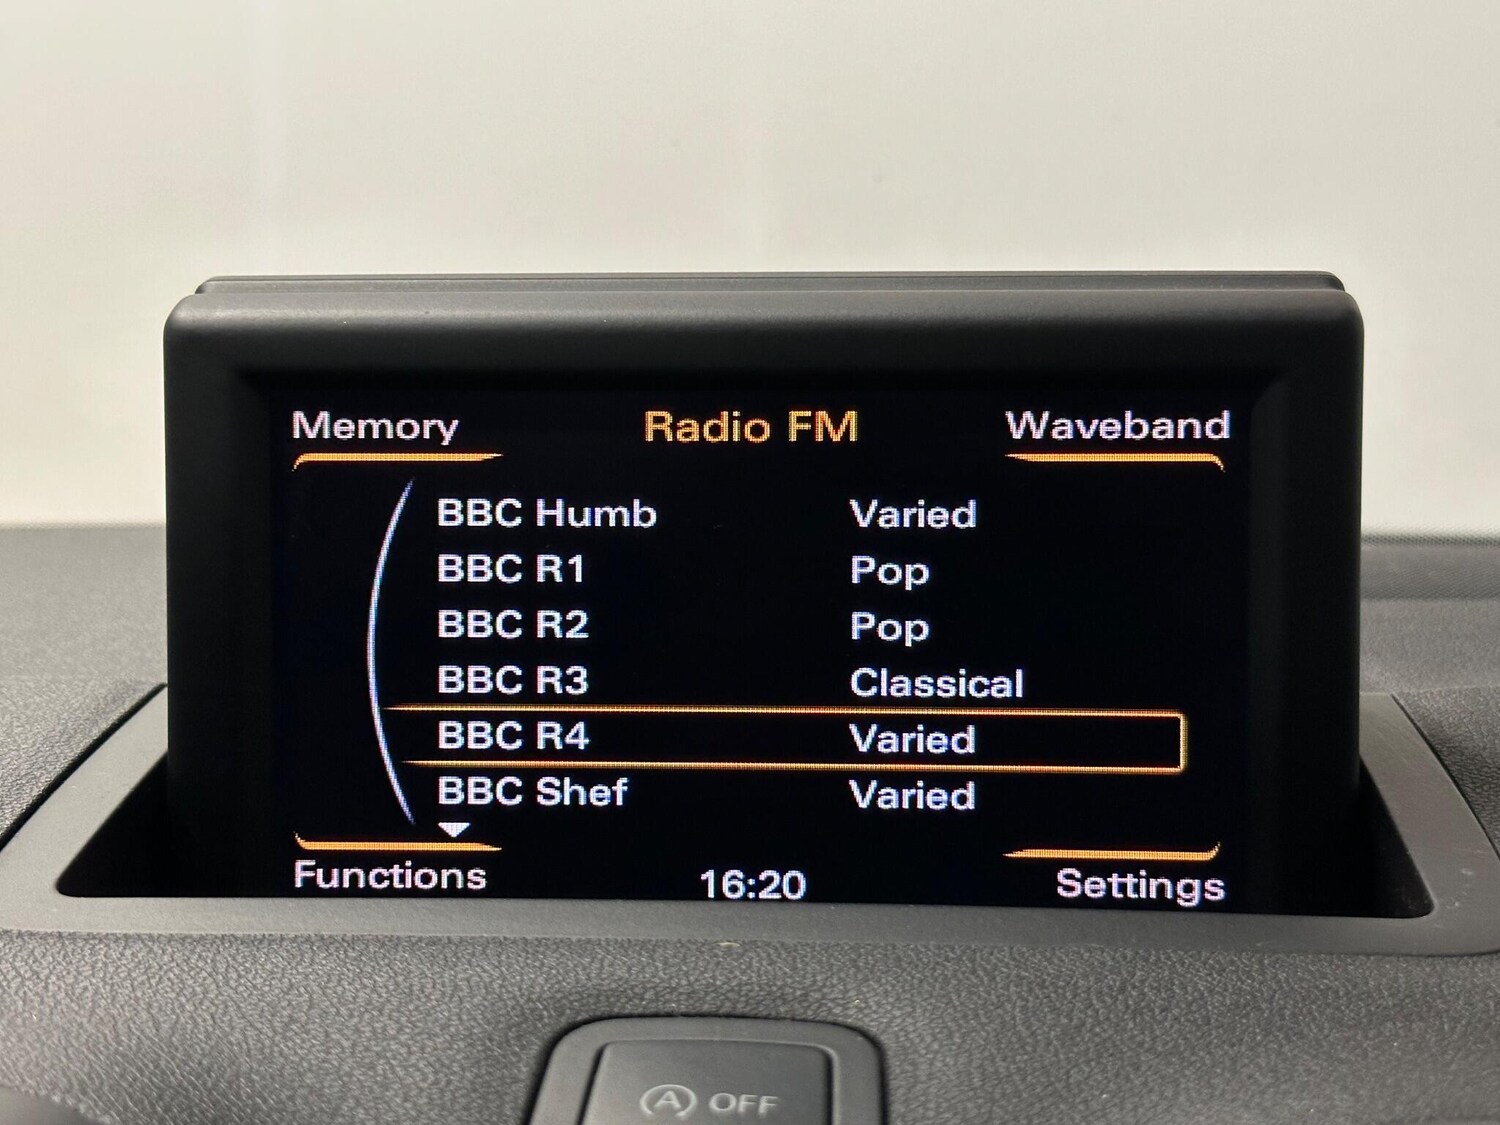 Memory Radio FM Waveband
BBC Humb Varied
BBC R1 Pop
BBC R2 Pop
BBC R3 Classical
BBC R4 Varied
BBC Shef Varied
Functions 16:20 Settings
A OFF